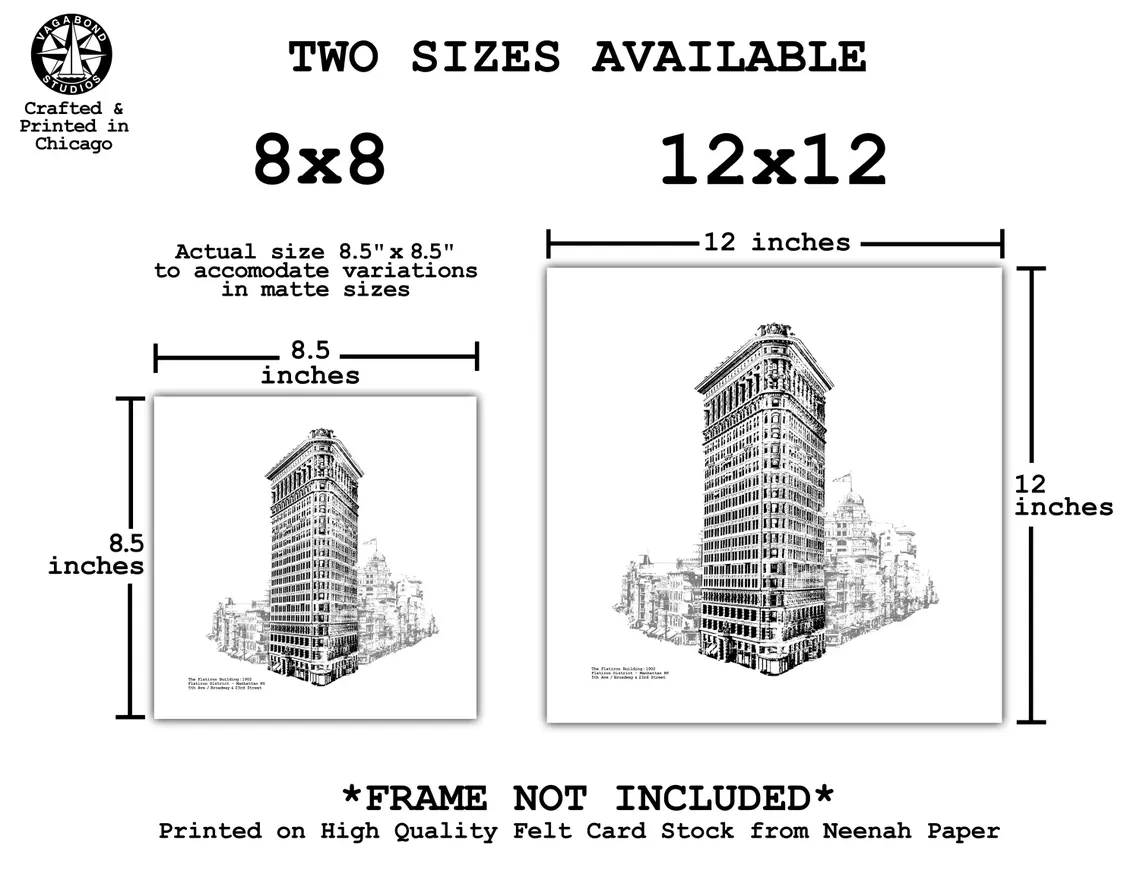 VAGABOND
STUDIOS
Crafted &
Printed in
Chicago
TWO SIZES AVAILABLE
8x8
12x12
Actual size 8.5" x 8.5"
to accomodate variations
in matte sizes
8.5
inches
8.5
inches
12 inches
12
inches
The Flatiron Building:1902
Flatiron District - Manhattan NY
5th Ave / Broadway & 23rd Street
The Flatiron Building:1902
Flatiron District - Manhattan NY
5th Ave / Broadway & 23rd Street
*FRAME NOT INCLUDED*
Printed on High Quality Felt Card Stock from Neenah Paper